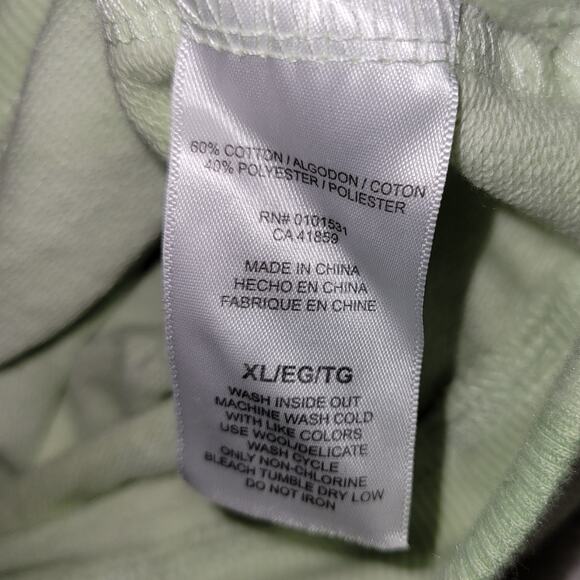 60% COTTON / ALGODON / COTON
40% POLYESTER / POLIESTER
RN# 0101531
CA 41859
MADE IN CHINA
HECHO EN CHINA
FABRIQUE EN CHINE
XL/EG/TG
WASH INSIDE OUT
MACHINE WASH COLD
WITH LIKE COLORS
USE WOOL/DELICATE
WASH CYCLE
ONLY NON-CHLORINE
BLEACH TUMBLE DRY LOW
DO NOT IRON